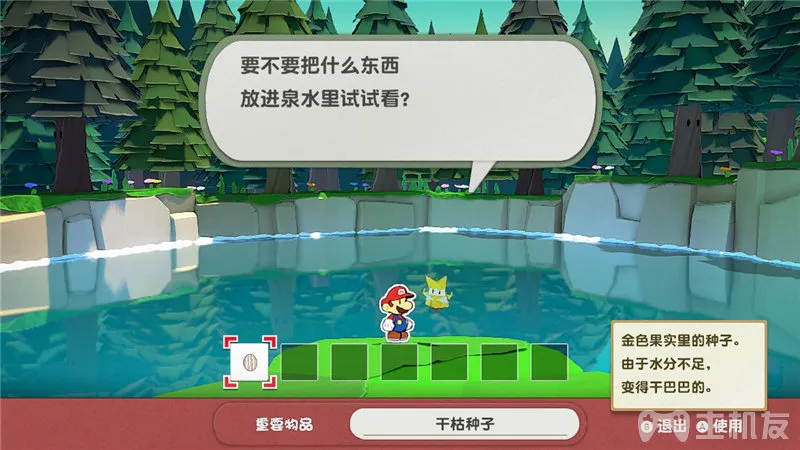 要不要把什么东西
放进泉水里试试看?
金色果实里的种子。
由于水分不足,
变得干巴巴的。
重要物品
干枯种子
B退出 A使用
主机友